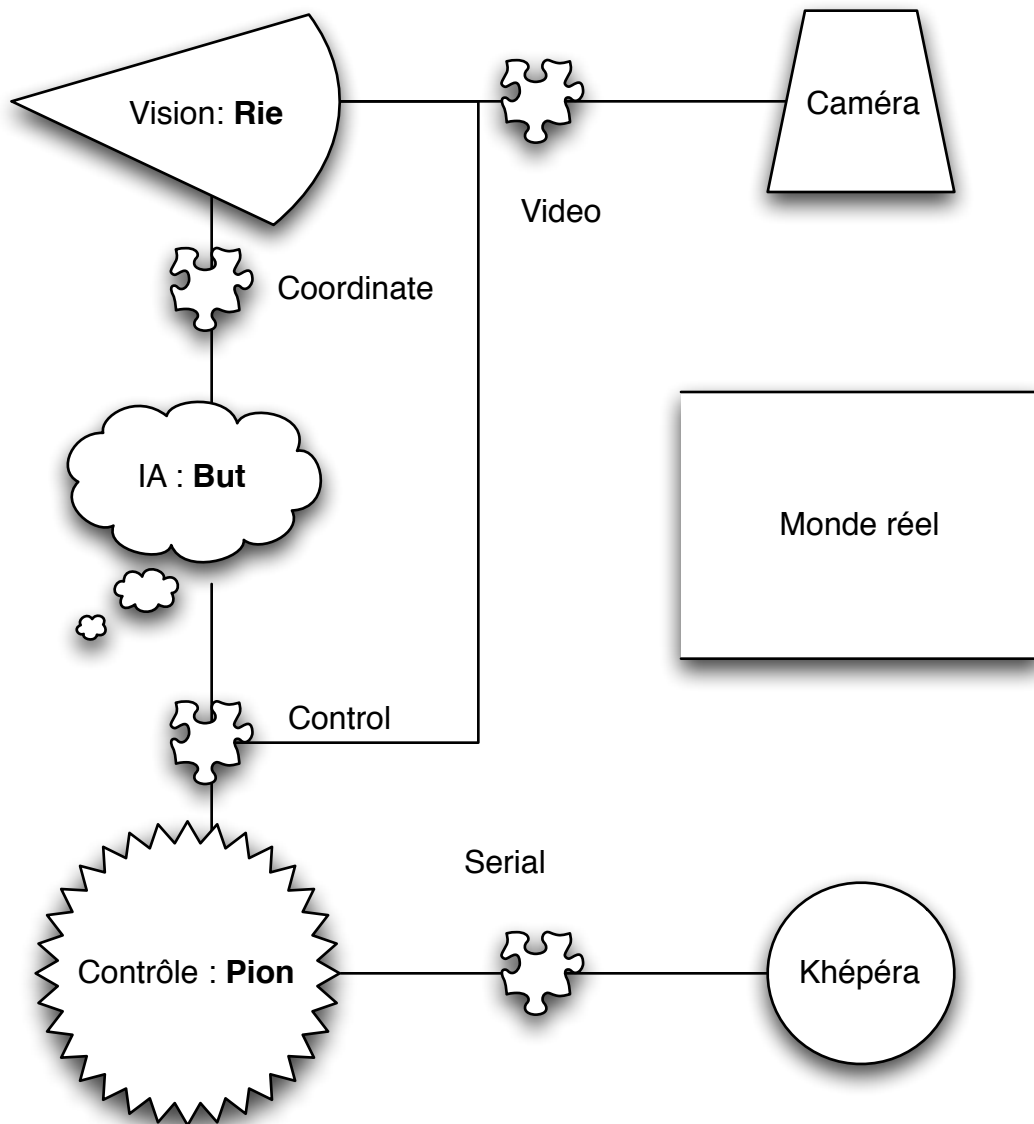 Vision: Rie
Caméra
Video
Coordinate
IA : But
Monde réel
Control
Serial
Contrôle : Pion
Khépéra